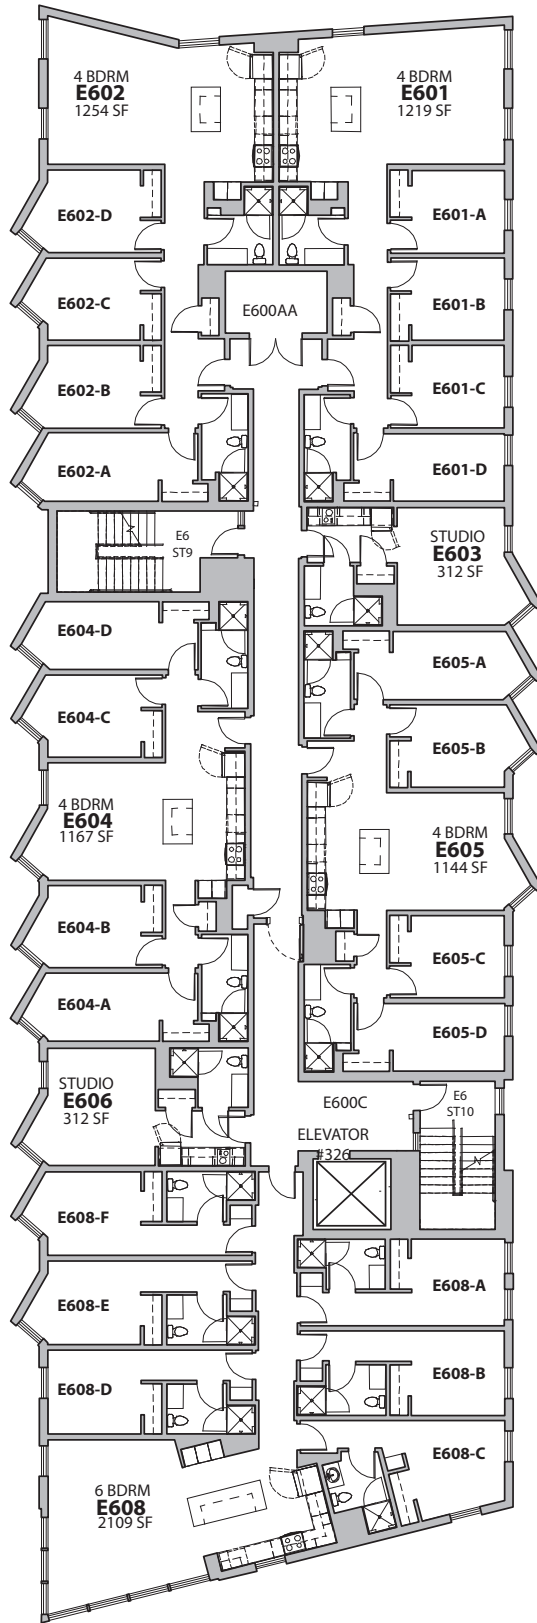 4 BDRM
E602
1254 SF
4 BDRM
E601
1219 SF
E602-D
E601-A
E602-C
E600AA
E601-B
E602-B
E601-C
E602-A
E601-D
E6
ST9
STUDIO
E603
312 SF
E604-D
E605-A
E604-C
E605-B
4 BDRM
E604
1167 SF
4 BDRM
E605
1144 SF
E604-B
E605-C
E604-A
E605-D
STUDIO
E606
312 SF
E600C
E6
ST10
ELEVATOR
#326
E608-F
E608-A
E608-E
E608-B
E608-D
E608-C
6 BDRM
E608
2109 SF